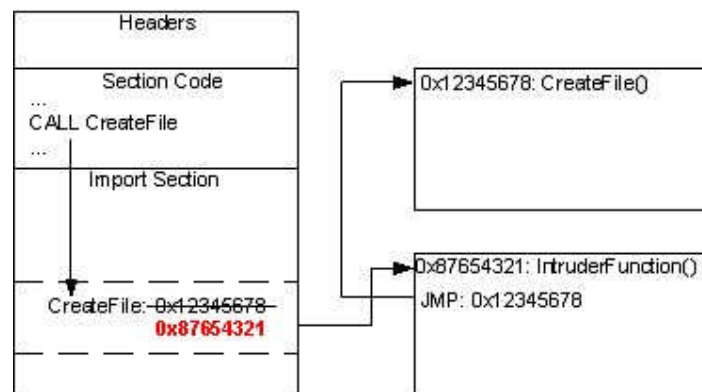 Headers
Section Code
...
CALL CreateFile
...
Import Section
CreateFile: 0x12345678
0x87654321
0x12345678: CreateFile()
0x87654321: IntruderFunction()
JMP: 0x12345678